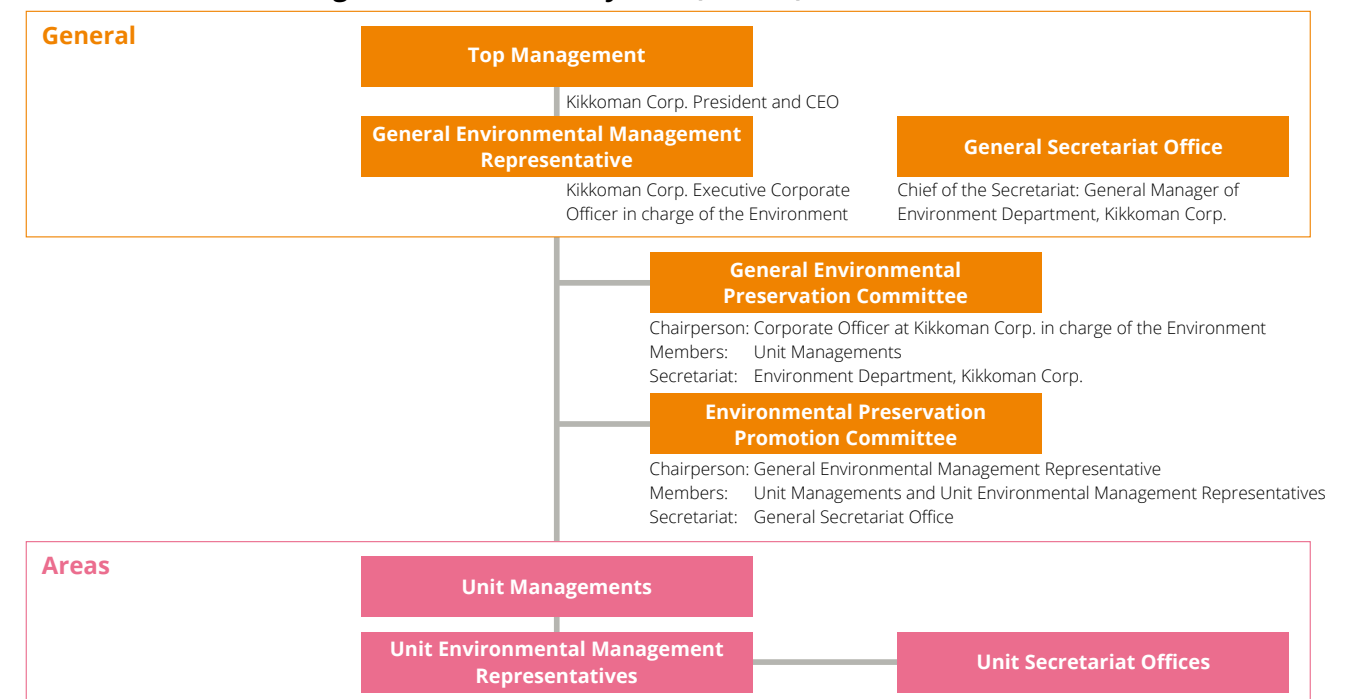 General
Top Management
Kikkoman Corp. President and CEO
General Environmental Management
Representative
Kikkoman Corp. Executive Corporate
Officer in charge of the Environment
General Secretariat Office
Chief of the Secretariat: General Manager of
Environment Department, Kikkoman Corp.
General Environmental
Preservation Committee
Chairperson: Corporate Officer at Kikkoman Corp. in charge of the Environment
Members: Unit Managements
Secretariat: Environment Department, Kikkoman Corp.
Environmental Preservation
Promotion Committee
Chairperson: General Environmental Management Representative
Members: Unit Managements and Unit Environmental Management Representatives
Secretariat: General Secretariat Office
Areas
Unit Managements
Unit Environmental Management
Representatives
Unit Secretariat Offices